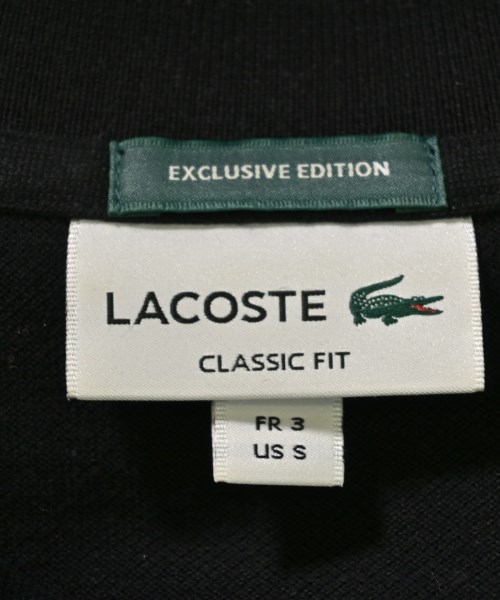 EXCLUSIVE EDITION
LACOSTE
CLASSIC FIT
FR 3
US S